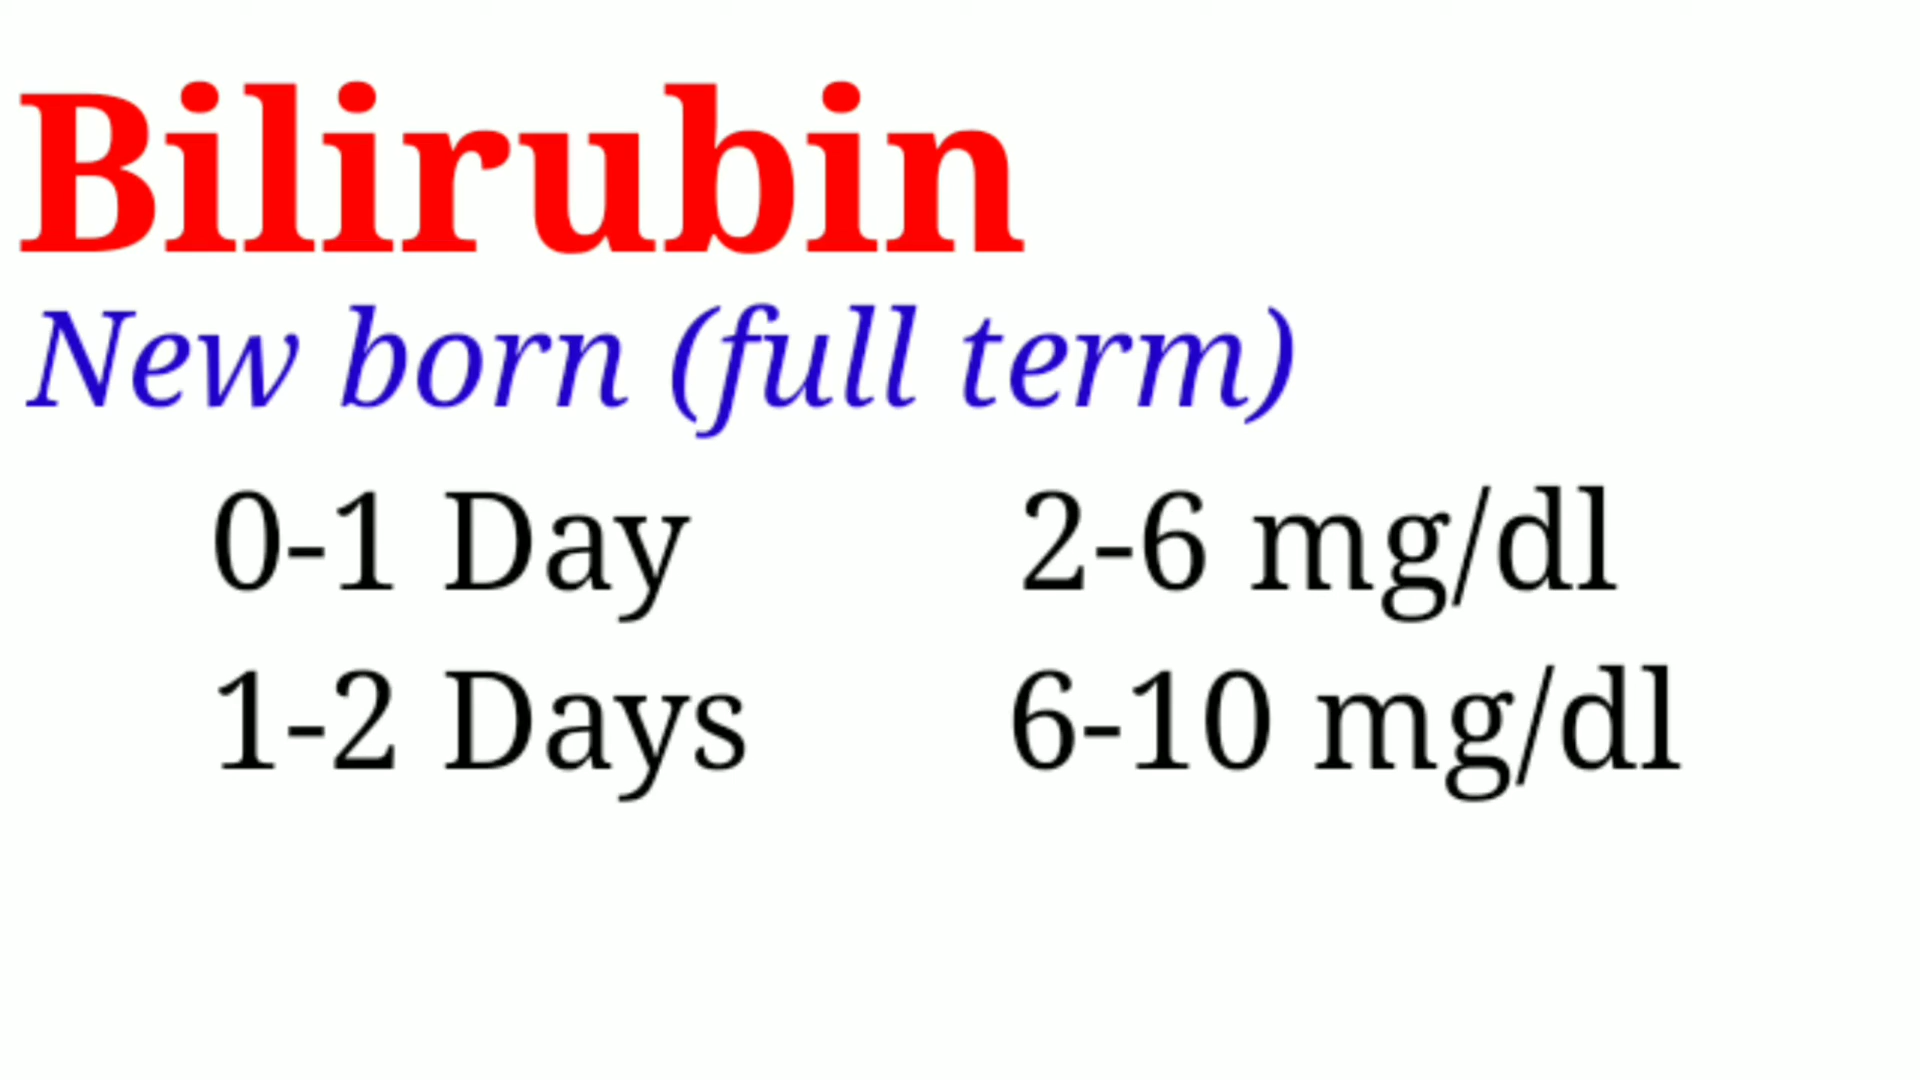 Bilirubin
New born (full term)
0-1 Day 2-6 mg/dl
1-2 Days 6-10 mg/dl